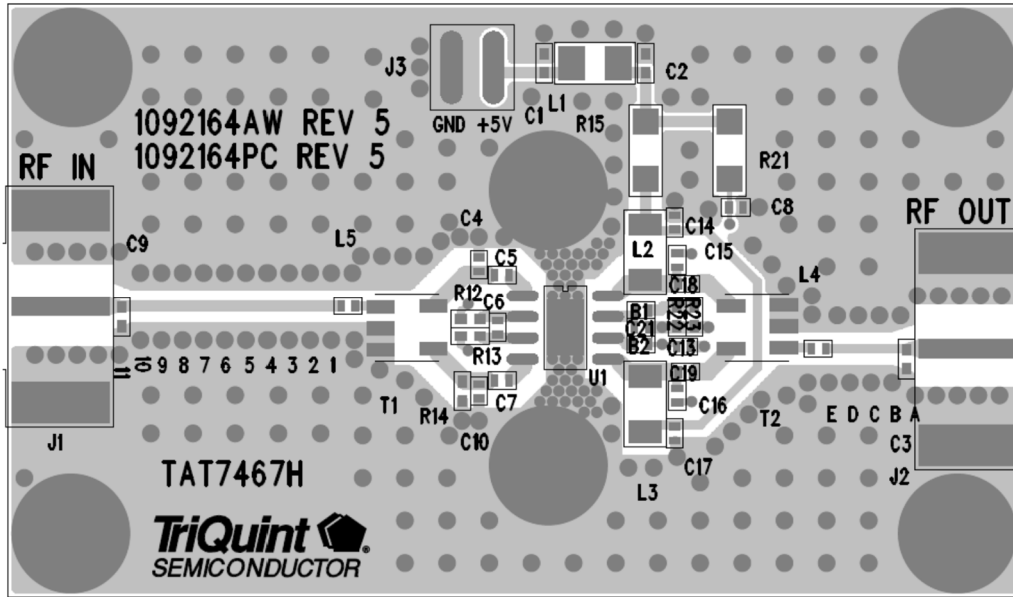 J3
C2
C1
L1
GND +5V
R15
1092164AW REV 5
1092164PC REV 5
R21
RF IN
C8
RF OUT
C4
C14
C9
L5
C5
L2
C15
L4
C18
R12
C6
B1
R22
R23
C21
B2
C13
R13
11 10 9 8 7 6 5 4 3 2 1
U1
C19
T1
R14
C7
C16
T2
E D C B A
C10
J1
C17
C3
J2
L3
TAT7467H
TriQuint
SEMICONDUCTOR